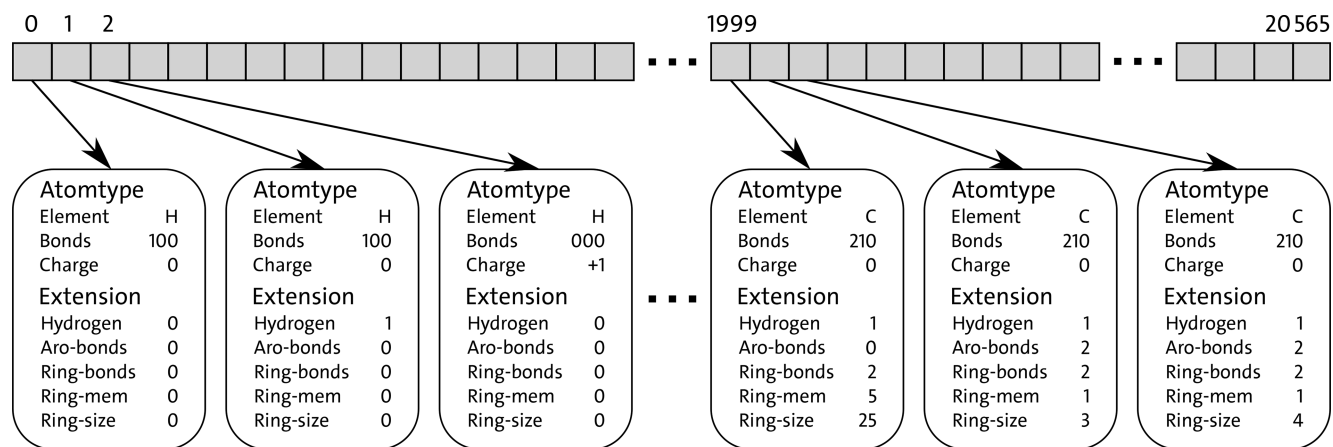 0 1 2 1999 20 565
Atomtype Atomtype Atomtype Atomtype Atomtype Atomtype
Element H Element H Element H Element C Element C Element C
Bonds 100 Bonds 100 Bonds 000 Bonds 210 Bonds 210 Bonds 210
Charge 0 Charge 0 Charge +1 Charge 0 Charge 0 Charge 0
Extension Extension Extension Extension Extension Extension
Hydrogen 0 Hydrogen 1 Hydrogen 0 Hydrogen 1 Hydrogen 1 Hydrogen 1
Aro-bonds 0 Aro-bonds 0 Aro-bonds 0 Aro-bonds 0 Aro-bonds 2 Aro-bonds 2
Ring-bonds 0 Ring-bonds 0 Ring-bonds 0 Ring-bonds 2 Ring-bonds 2 Ring-bonds 2
Ring-mem 0 Ring-mem 0 Ring-mem 0 Ring-mem 5 Ring-mem 1 Ring-mem 1
Ring-size 0 Ring-size 0 Ring-size 0 Ring-size 25 Ring-size 3 Ring-size 4